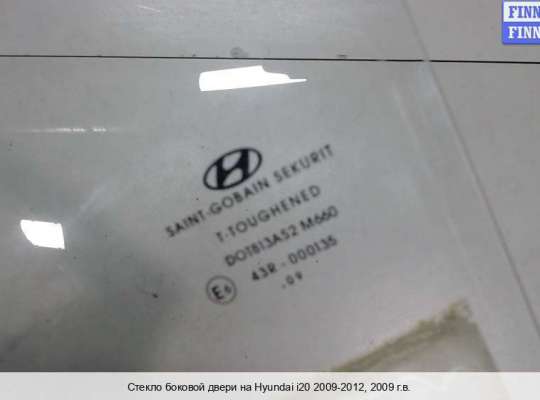 FINN
FINN
SAINT-GOBAIN SEKURIT
T-TOUGHENED
DOT813AS2 M660
43R-000135
E6
.09
Стекло боковой двери на Hyundai i20 2009-2012, 2009 г.в.